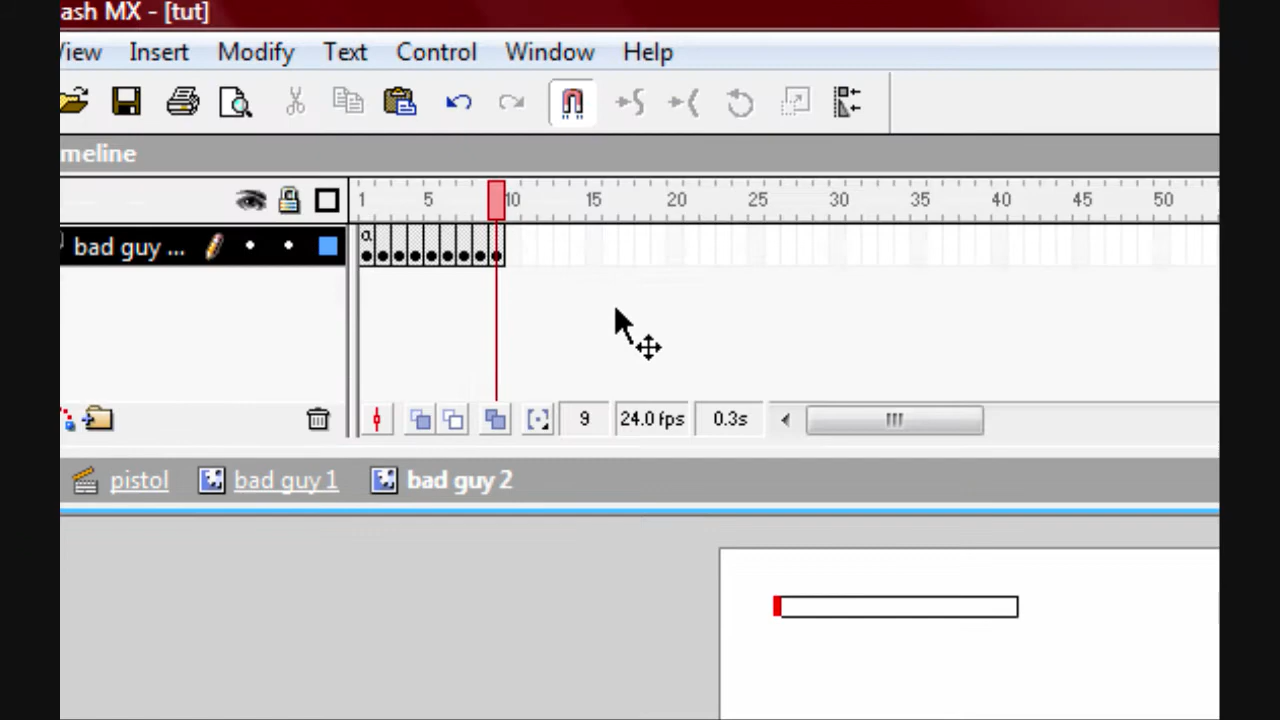 ash MX - [tut]
View Insert Modify Text Control Window Help
meline
1 5 10 15 20 25 30 35 40 45 50
bad guy ...
a
9 24.0 fps 0.3s
pistol bad guy 1 bad guy 2